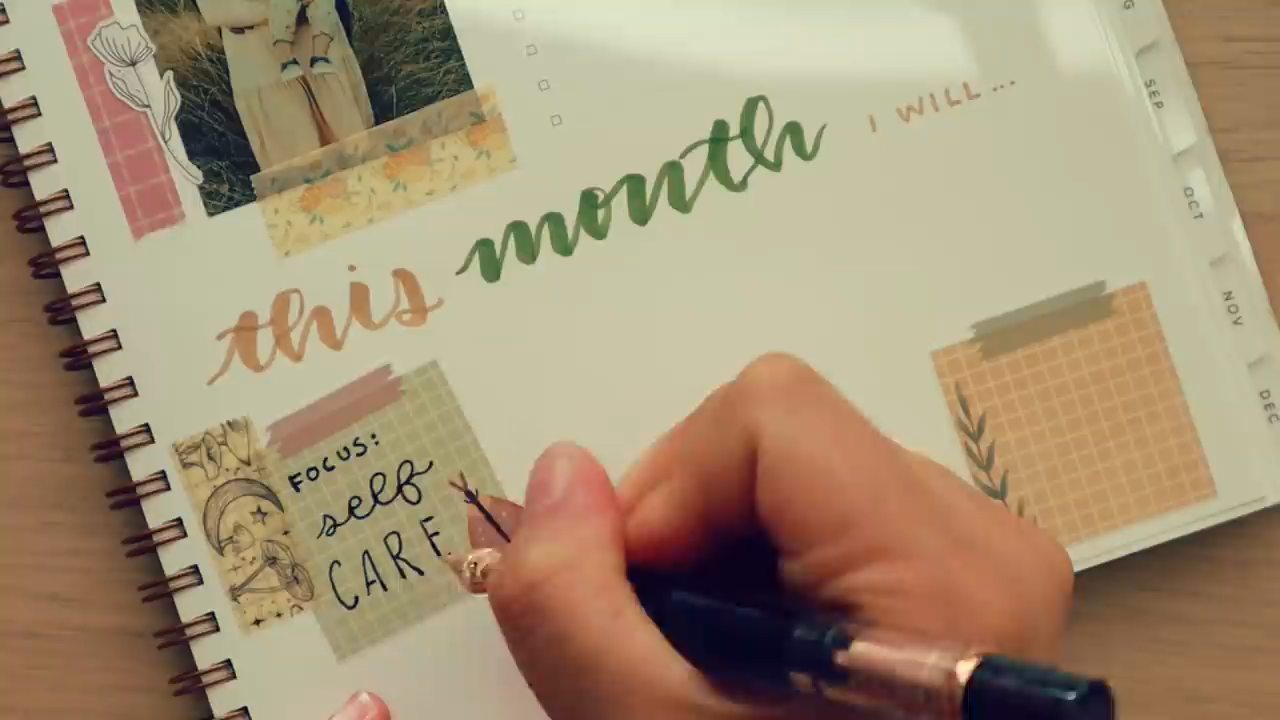 this month
I WILL...
FOCUS:
self
CARE
G
SEP
OCT
NOV
DEC